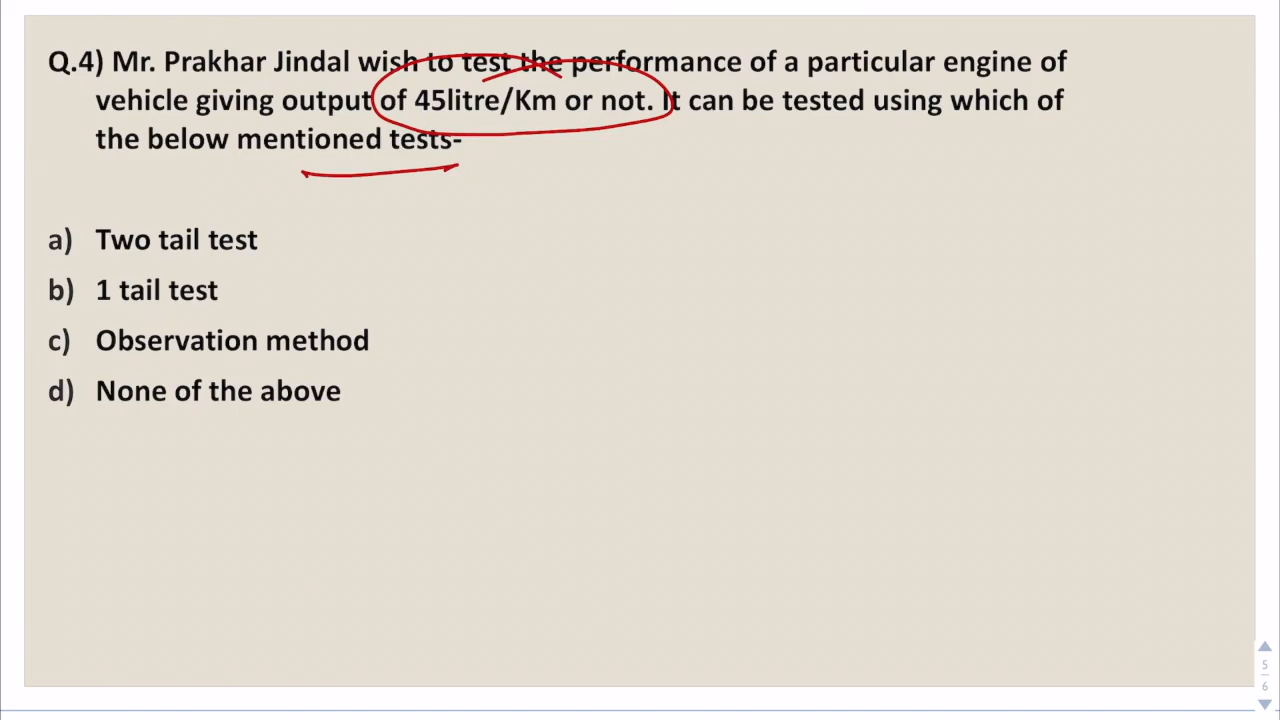 Q.4) Mr. Prakhar Jindal wish to test the performance of a particular engine of
vehicle giving output of 45litre/Km or not. It can be tested using which of
the below mentioned tests-
a) Two tail test
b) 1 tail test
c) Observation method
d) None of the above
5
6